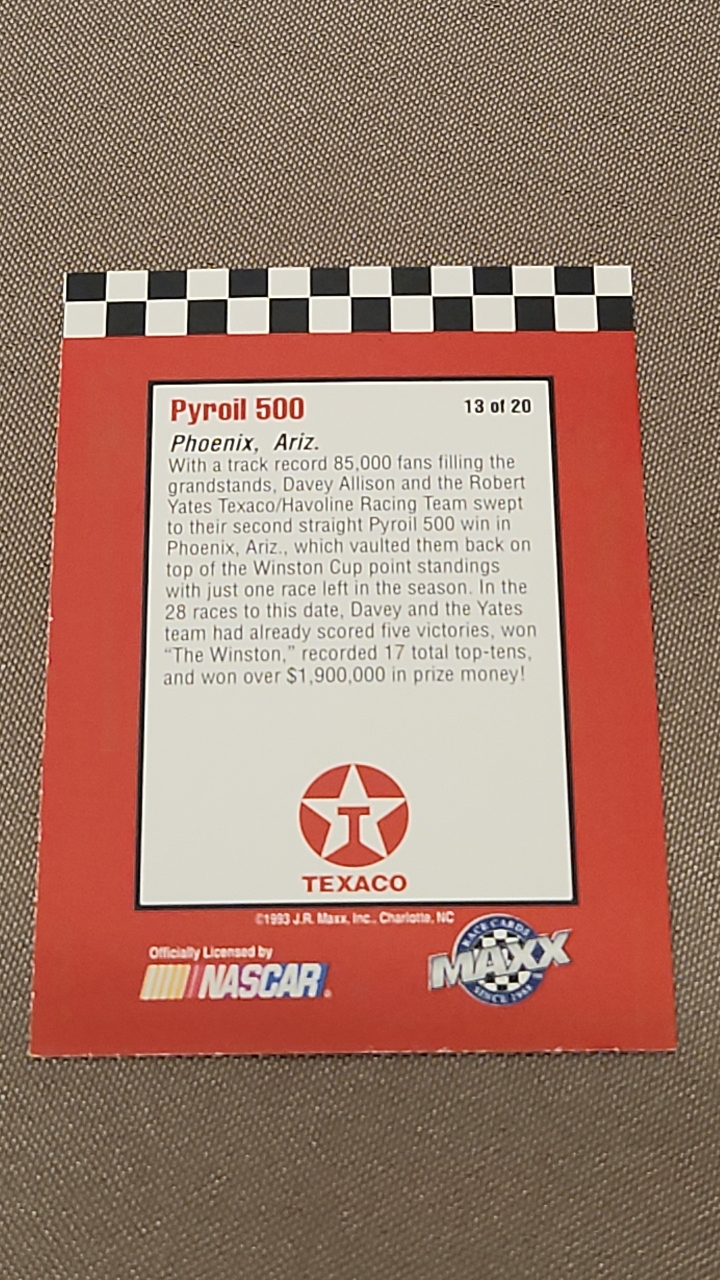 Pyroil 500
13 of 20
Phoenix, Ariz.
With a track record 85,000 fans filling the
grandstands, Davey Allison and the Robert
Yates Texaco/Havoline Racing Team swept
to their second straight Pyroil 500 win in
Phoenix, Ariz., which vaulted them back on
top of the Winston Cup point standings
with just one race left in the season. In the
28 races to this date, Davey and the Yates
team had already scored five victories, won
“The Winston,” recorded 17 total top-tens,
and won over $1,900,000 in prize money!
T
TEXACO
©1993 J.R. Maxx, Inc., Charlotte, NC
Officially Licensed by
NASCAR®
RACE CARDS
MAXX
SINCE 1988